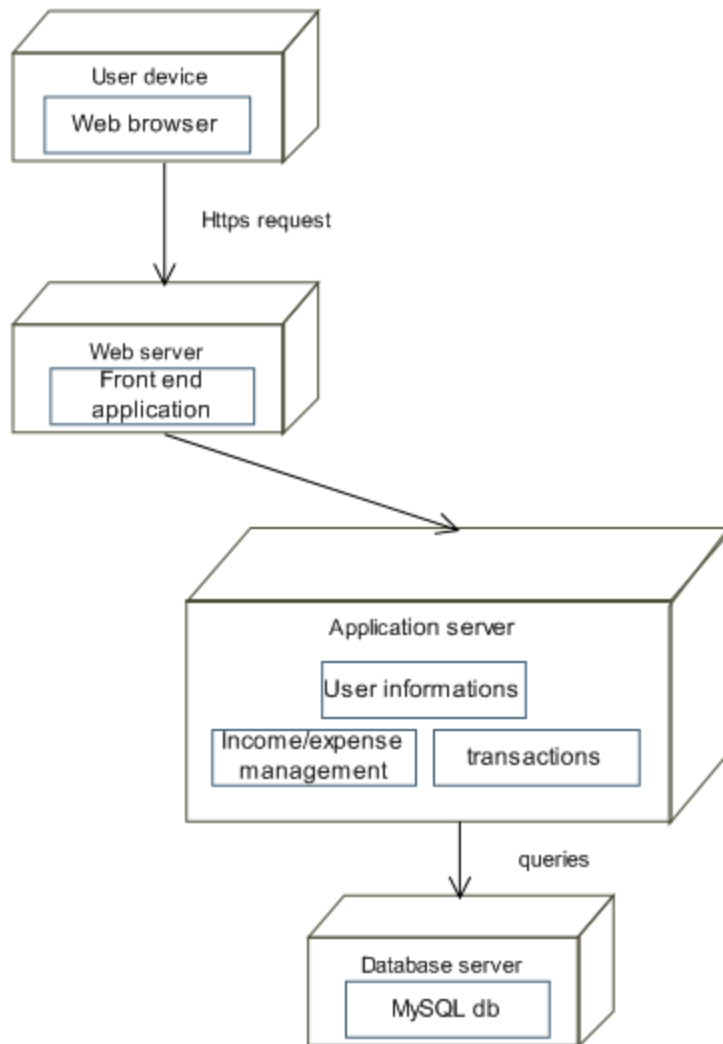 User device
Web browser
Https request
Web server
Front end
application
Application server
User informations
Income/expense
management
transactions
queries
Database server
MySQL db